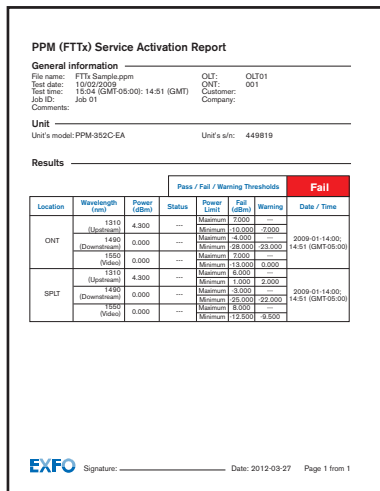 PPM (FTTx) Service Activation Report
General information
File name: FTTx Sample.ppm OLT: OLT01
Test date: 10/02/2009 ONT: 001
Test time: 15:04 (GMT-05:00): 14:51 (GMT) Customer:
Job ID: Job 01 Company:
Comments:
Unit
Unit's model: PPM-352C-EA Unit's s/n: 449819
Results
Pass / Fail / Warning Thresholds Fail
Location Wavelength (nm) Power (dBm) Status Power Limit Fail (dBm) Warning Date / Time
ONT 1310 (Upstream) 4.300 --- Maximum 7.000 ---
Minimum -10.000 -7.000
1490 (Downstream) 0.000 --- Maximum -4.000 ---
Minimum -28.000 -23.000
1550 (Video) 0.000 --- Maximum 7.000 ---
Minimum -13.000 0.000
2009-01-14:00;
14:51 (GMT-05:00)
SPLT 1310 (Upstream) 4.300 --- Maximum 6.000 ---
Minimum 1.000 2.000
1490 (Downstream) 0.000 --- Maximum -3.000 ---
Minimum -25.000 -22.000
1550 (Video) 0.000 --- Maximum 8.000 ---
Minimum -12.500 -9.500
2009-01-14:00;
14:51 (GMT-05:00)
EXFO Signature: Date: 2012-03-27 Page 1 from 1